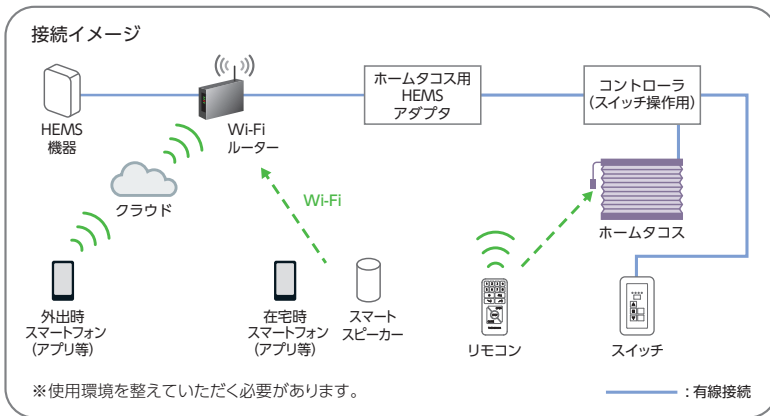 接続イメージ
HEMS
機器
Wi-Fi
ルーター
ホームタコス用
HEMS
アダプタ
コントローラ
(スイッチ操作用)
クラウド
Wi-Fi
ホームタコス
外出時
スマートフォン
(アプリ等)
在宅時
スマートフォン
(アプリ等)
スマート
スピーカー
リモコン
スイッチ
※使用環境を整えていただく必要があります。
：有線接続